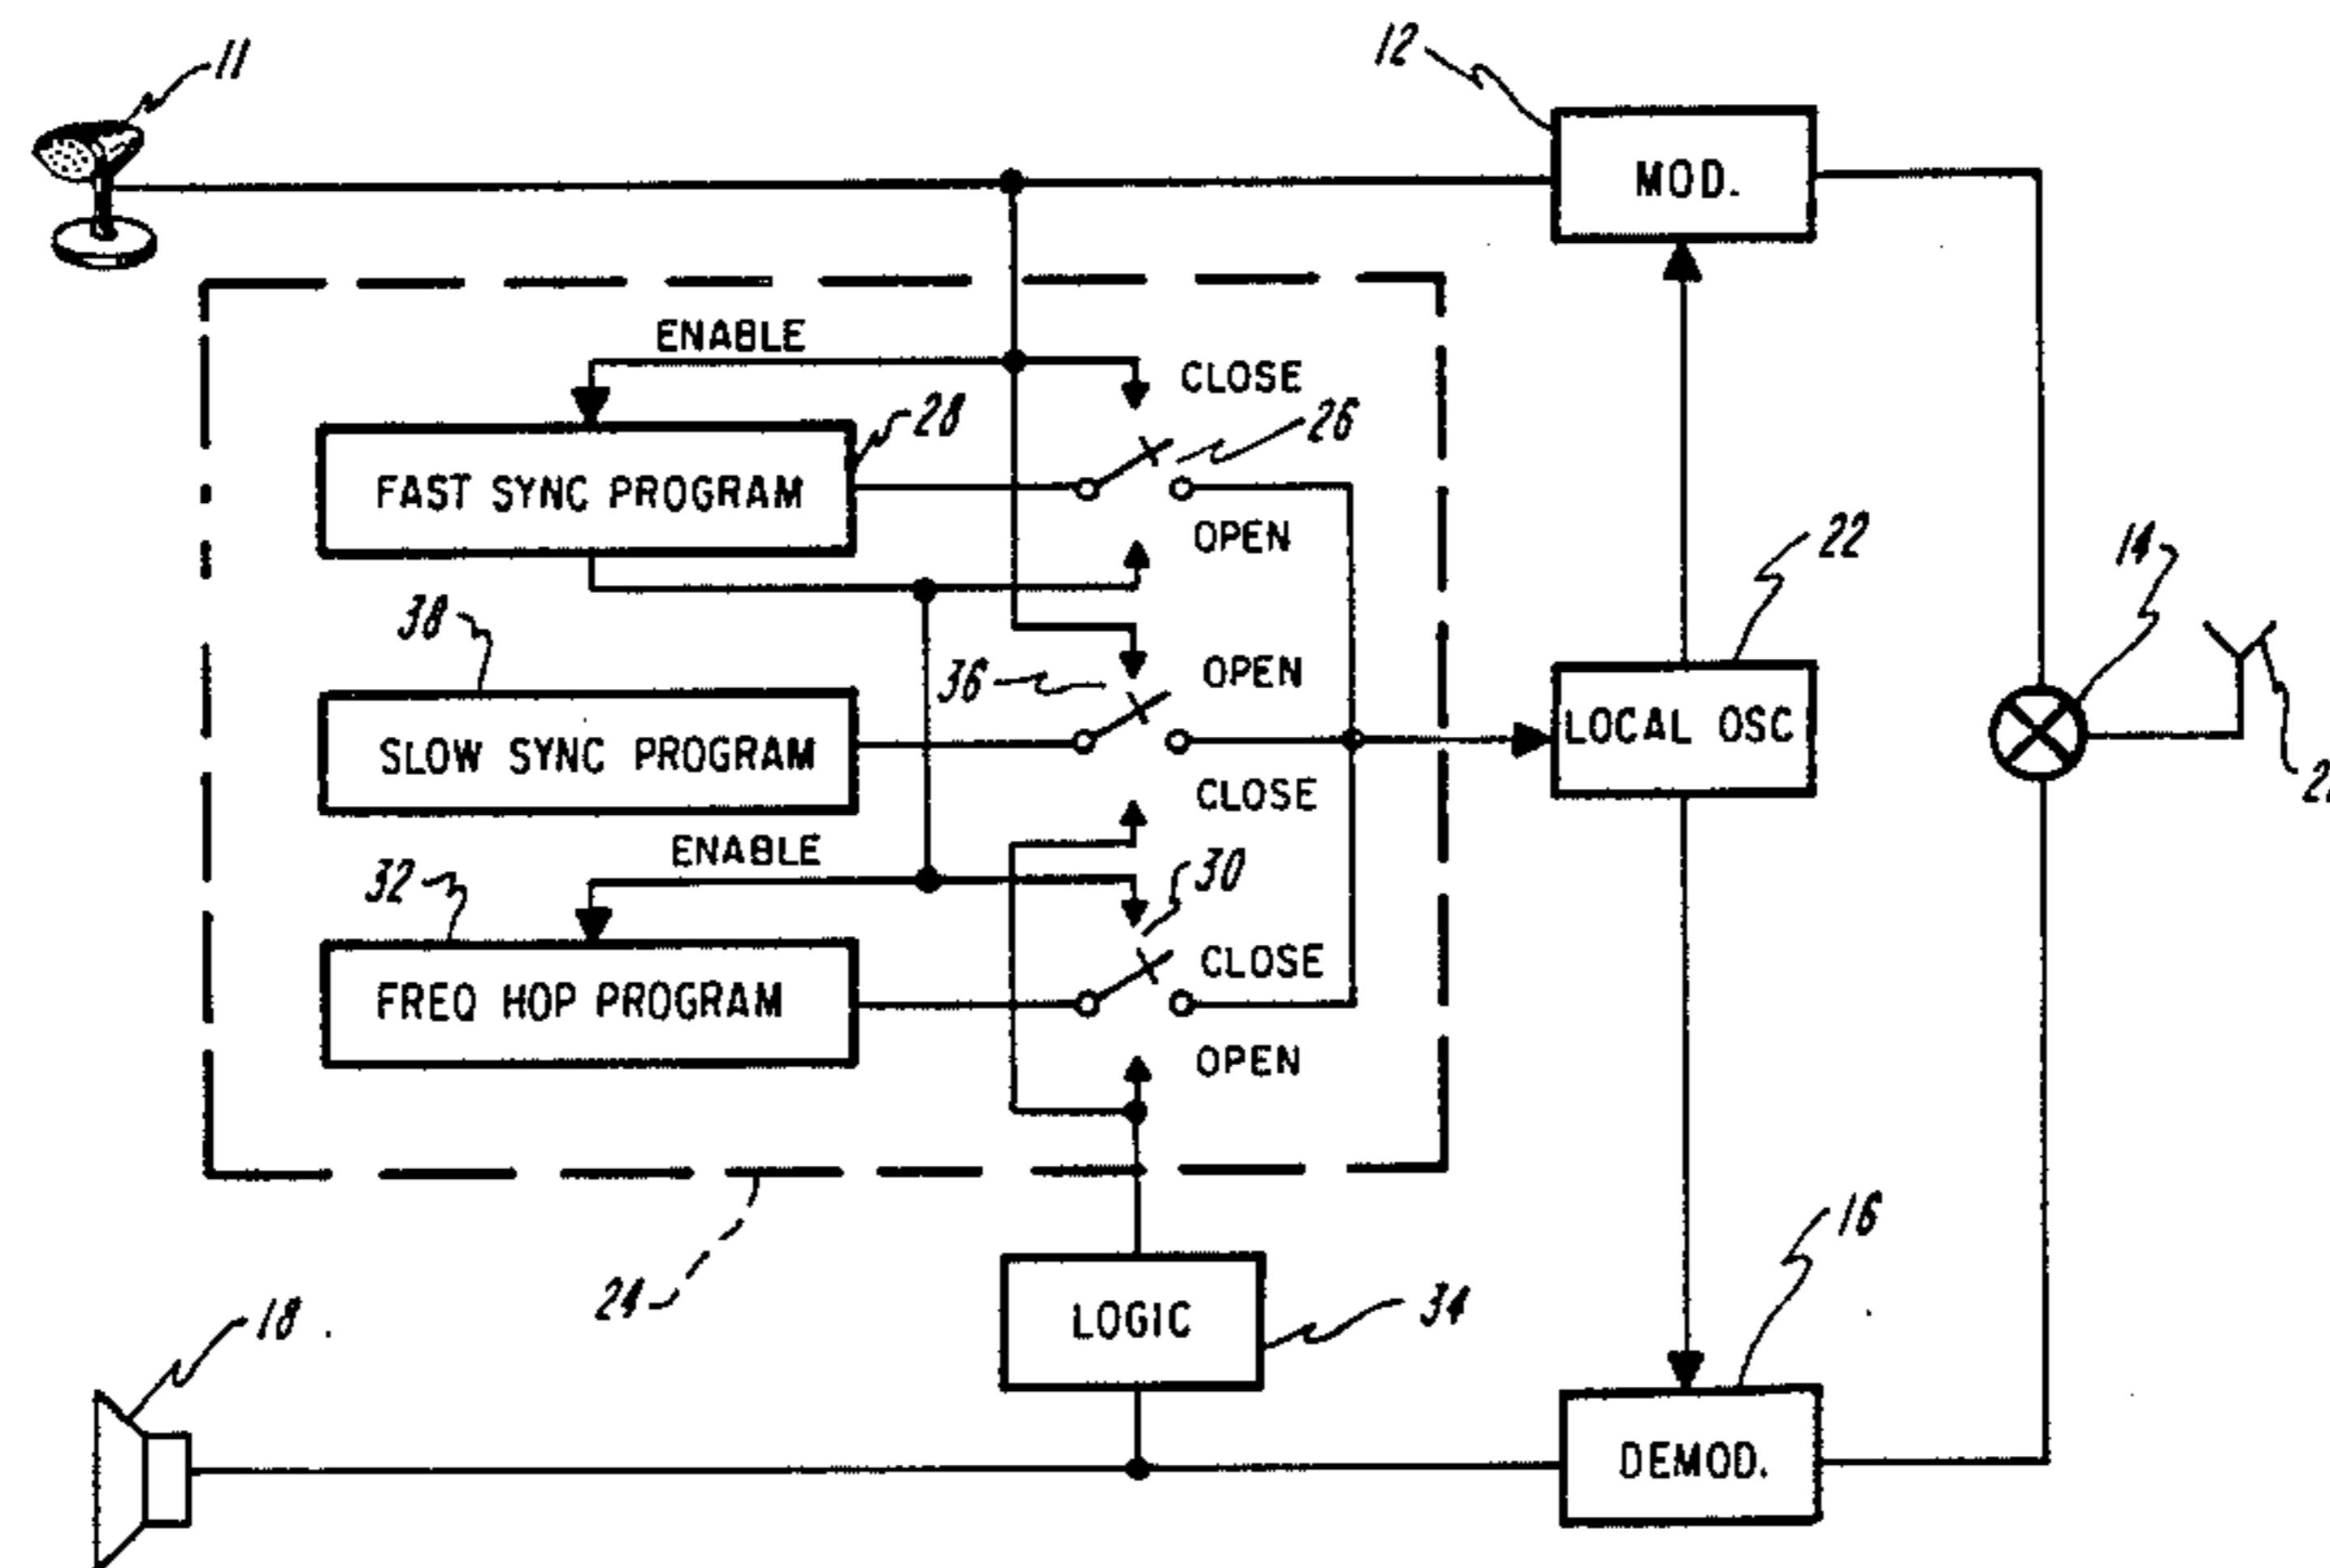 11
12
MOD.
ENABLE
CLOSE
28
26
FAST SYNC PROGRAM
OPEN
22
14
38
36
OPEN
SLOW SYNC PROGRAM
LOCAL OSC
CLOSE
ENABLE
32
30
CLOSE
FREQ HOP PROGRAM
OPEN
16
24
34
LOGIC
18
DEMOD.